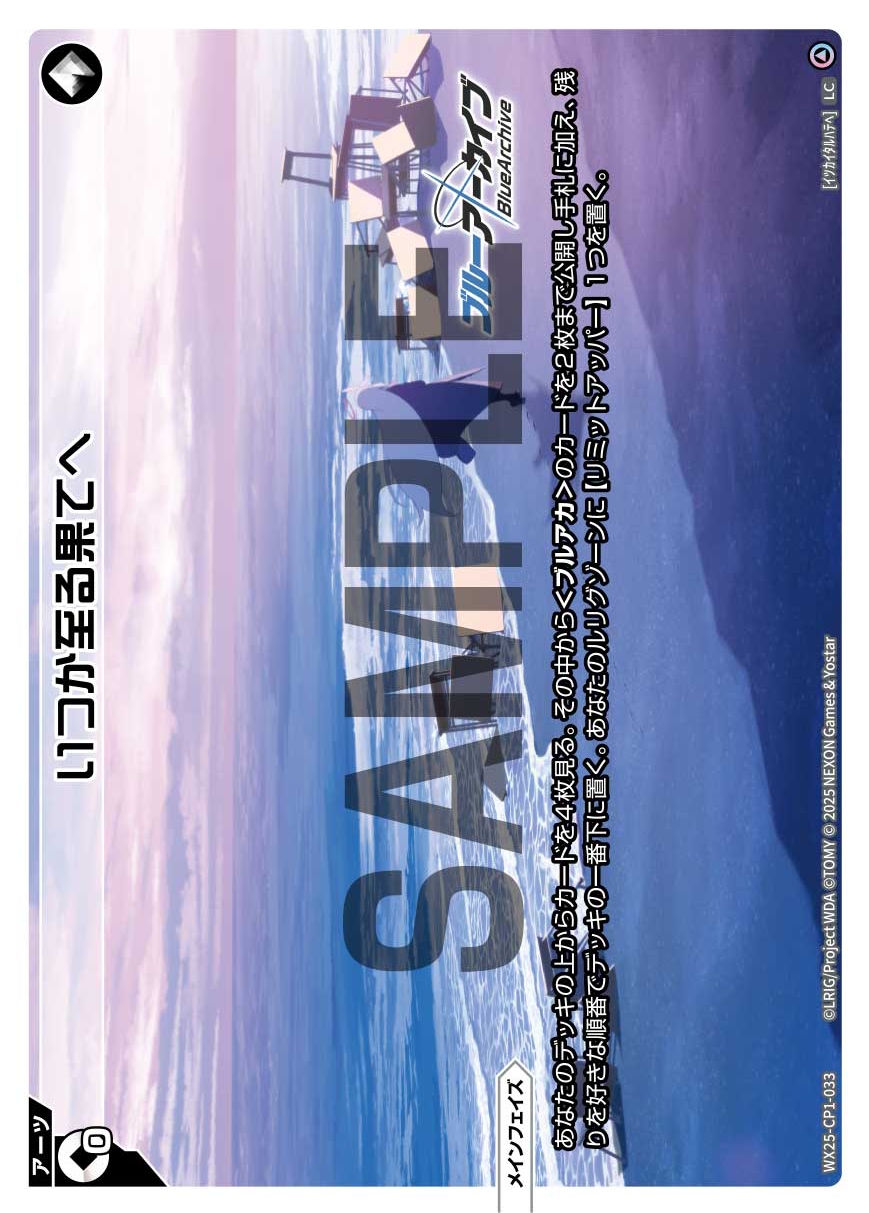 アーツ
0
いつか至る果てへ
SAMPLE
ブルーアーカイブ
BlueArchive
メインフェイズ
あなたのデッキの上からカードを4枚見る。その中から<ブルアカ>のカードを2枚まで公開し手札に加え、残
りを好きな順番でデッキの一番下に置く。あなたのルリグゾーンに【リミットアッパー】1つを置く。
WX25-CP1-033
©LRIG/Project WDA ©TOMY © 2025 NEXON Games & Yostar
[イツカイタルハテヘ]
LC